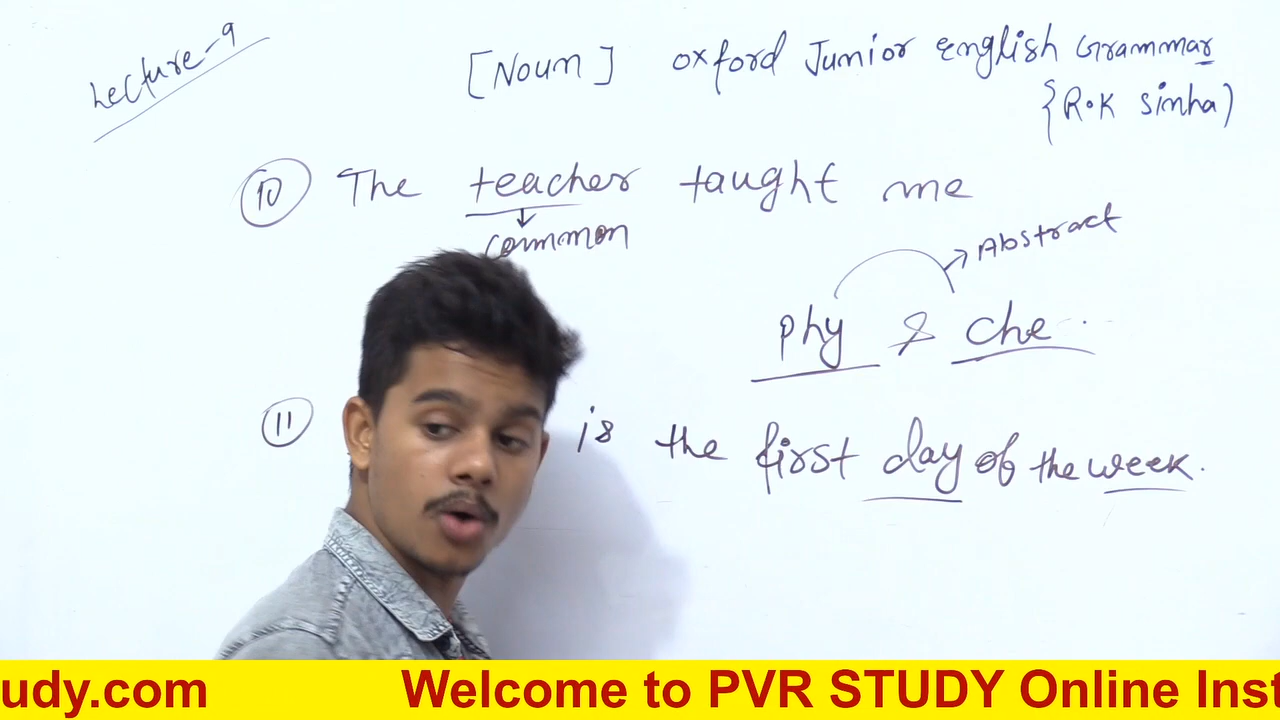 Lecture-9
[Noun] Oxford Junior English Grammar
{R.K Sinha)
10 The teacher taught me
common
Abstract
Phy & Che..
11 is the first day of the week.
udy.com Welcome to PVR STUDY Online Inst